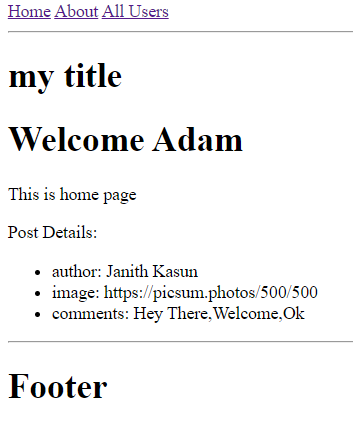 Home About All Users
my title
Welcome Adam
This is home page
Post Details:
author: Janith Kasun
image: https://picsum.photos/500/500
comments: Hey There,Welcome,Ok
Footer